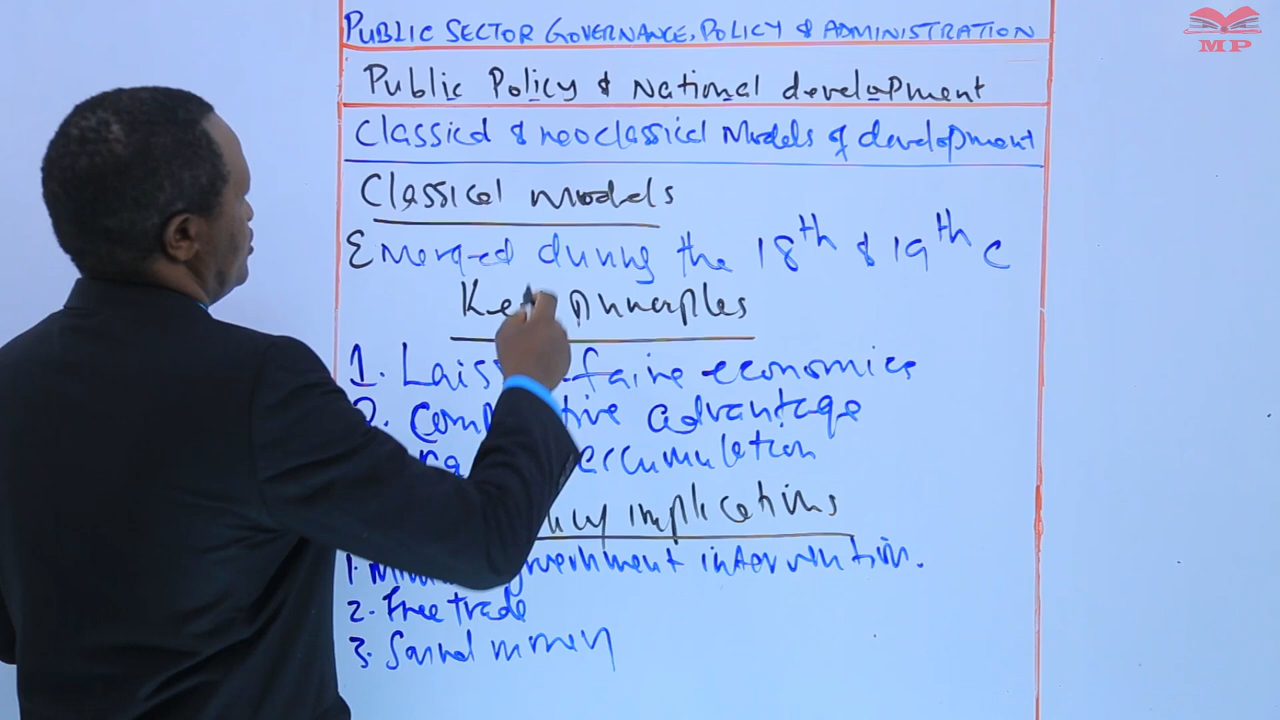 PUBLIC SECTOR GOVERNANCE, POLICY & ADMINISTRATION
MP
Public Policy & National development
Classical & neoclassical Models of development
Classical models
Emerged during the 18th & 19th C
Key principles
1. Laiss faire economics
2. Com tive advantage
accumulation
implications
1. government intervention.
2. Free trade
3. Sound money